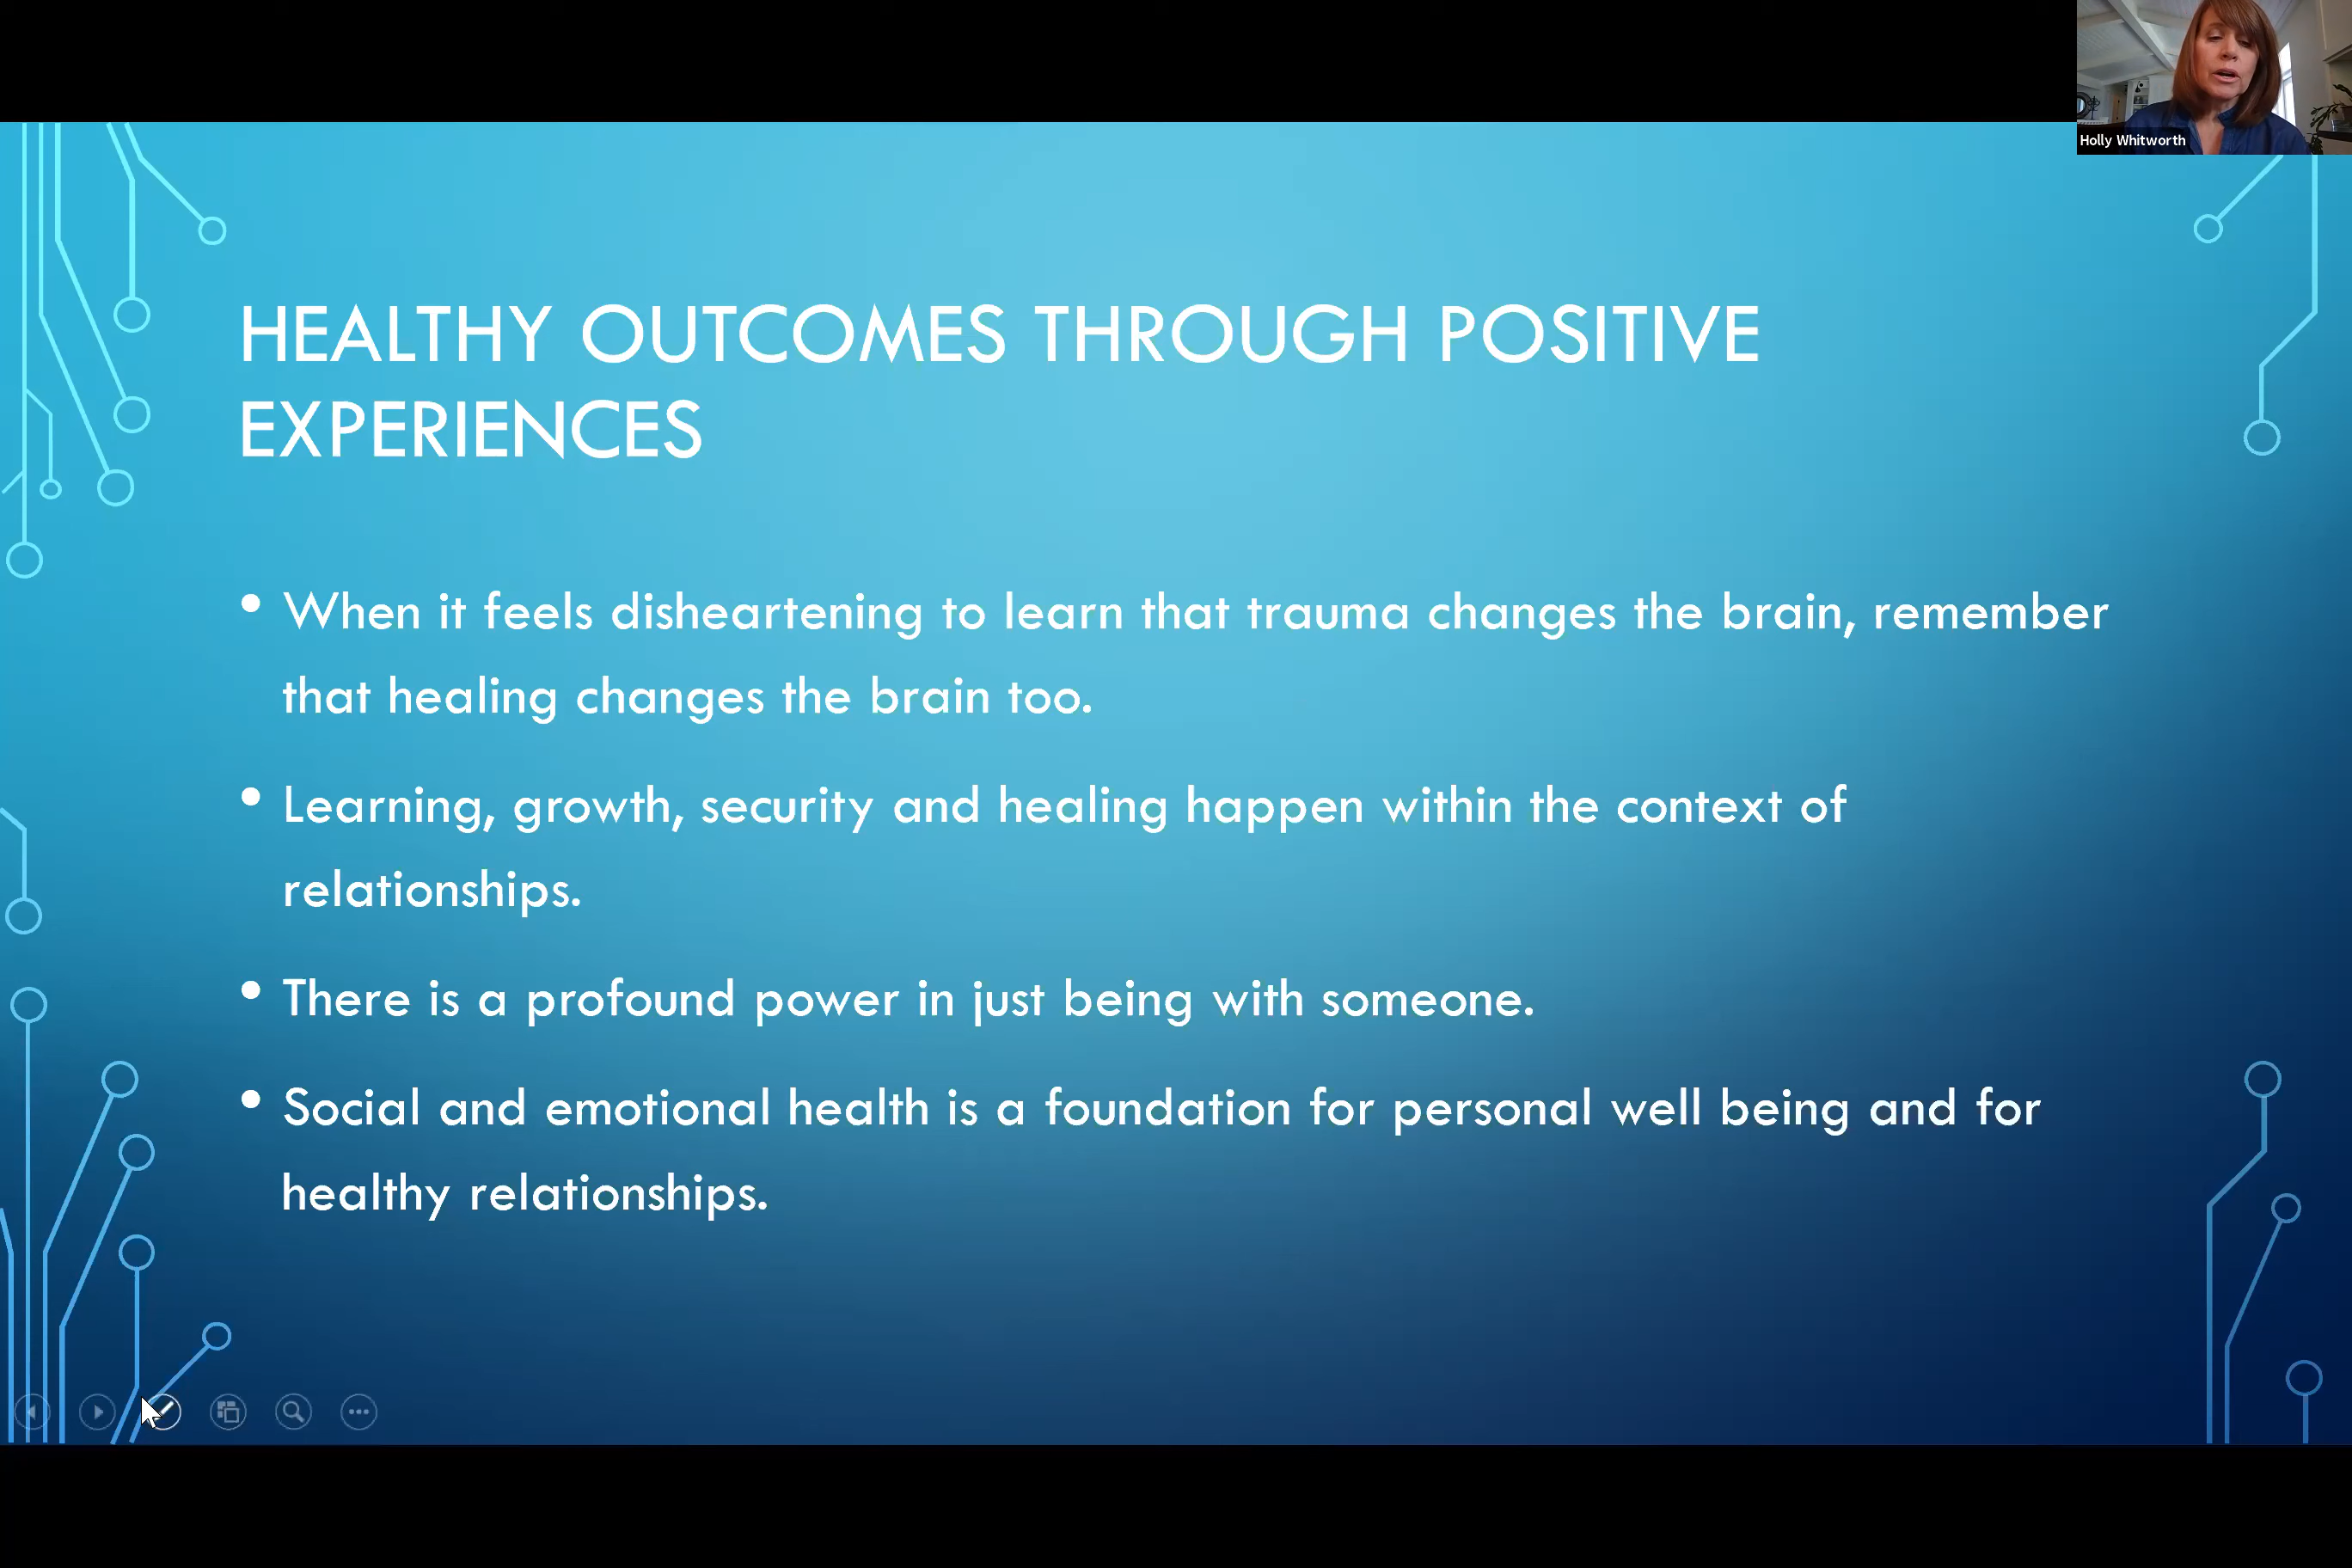 Holly Whitworth
HEALTHY OUTCOMES THROUGH POSITIVE
EXPERIENCES
• When it feels disheartening to learn that trauma changes the brain, remember
that healing changes the brain too.
• Learning, growth, security and healing happen within the context of
relationships.
• There is a profound power in just being with someone.
• Social and emotional health is a foundation for personal well being and for
healthy relationships.